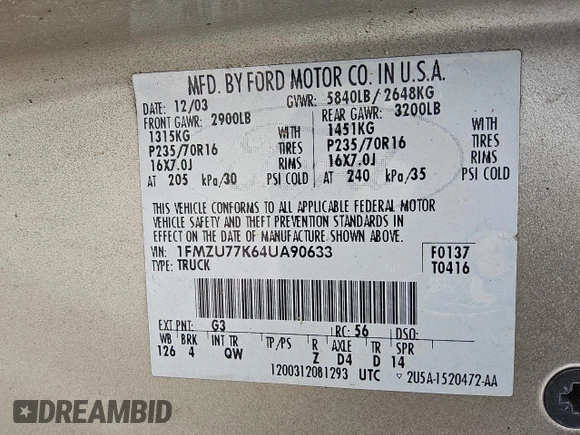 MFD. BY FORD MOTOR CO. IN U.S.A.
DATE: 12/03 GVWR: 5840LB/ 2648KG
FRONT GAWR: 2900LB REAR GAWR: 3200LB
1315KG WITH 1451KG WITH
P235/70R16 TIRES P235/70R16 TIRES
16X7.0J RIMS 16X7.0J RIMS
AT 205 kPa/30 PSI COLD AT 240 kPa/35 PSI COLD
THIS VEHICLE CONFORMS TO ALL APPLICABLE FEDERAL MOTOR
VEHICLE SAFETY AND THEFT PREVENTION STANDARDS IN
EFFECT ON THE DATE OF MANUFACTURE SHOWN ABOVE.
VIN: 1FMZU77K64UA90633 F0137
TYPE: TRUCK T0416
EXT PNT: G3 RC: 56 DSO:
WB BRK INT TR TP/PS R AXLE TR SPR
126 4 QW Z D4 D 14
1200312081293 UTC ▽ 2U5A-1520472-AA
DREAMBID